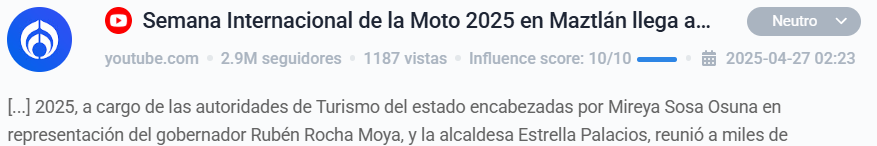 Semana Internacional de la Moto 2025 en Maztlán llega a...
Neutro
youtube.com 2.9M seguidores 1187 vistas Influence score: 10/10 2025-04-27 02:23
[...] 2025, a cargo de las autoridades de Turismo del estado encabezadas por Mireya Sosa Osuna en
representación del gobernador Rubén Rocha Moya, y la alcaldesa Estrella Palacios, reunió a miles de